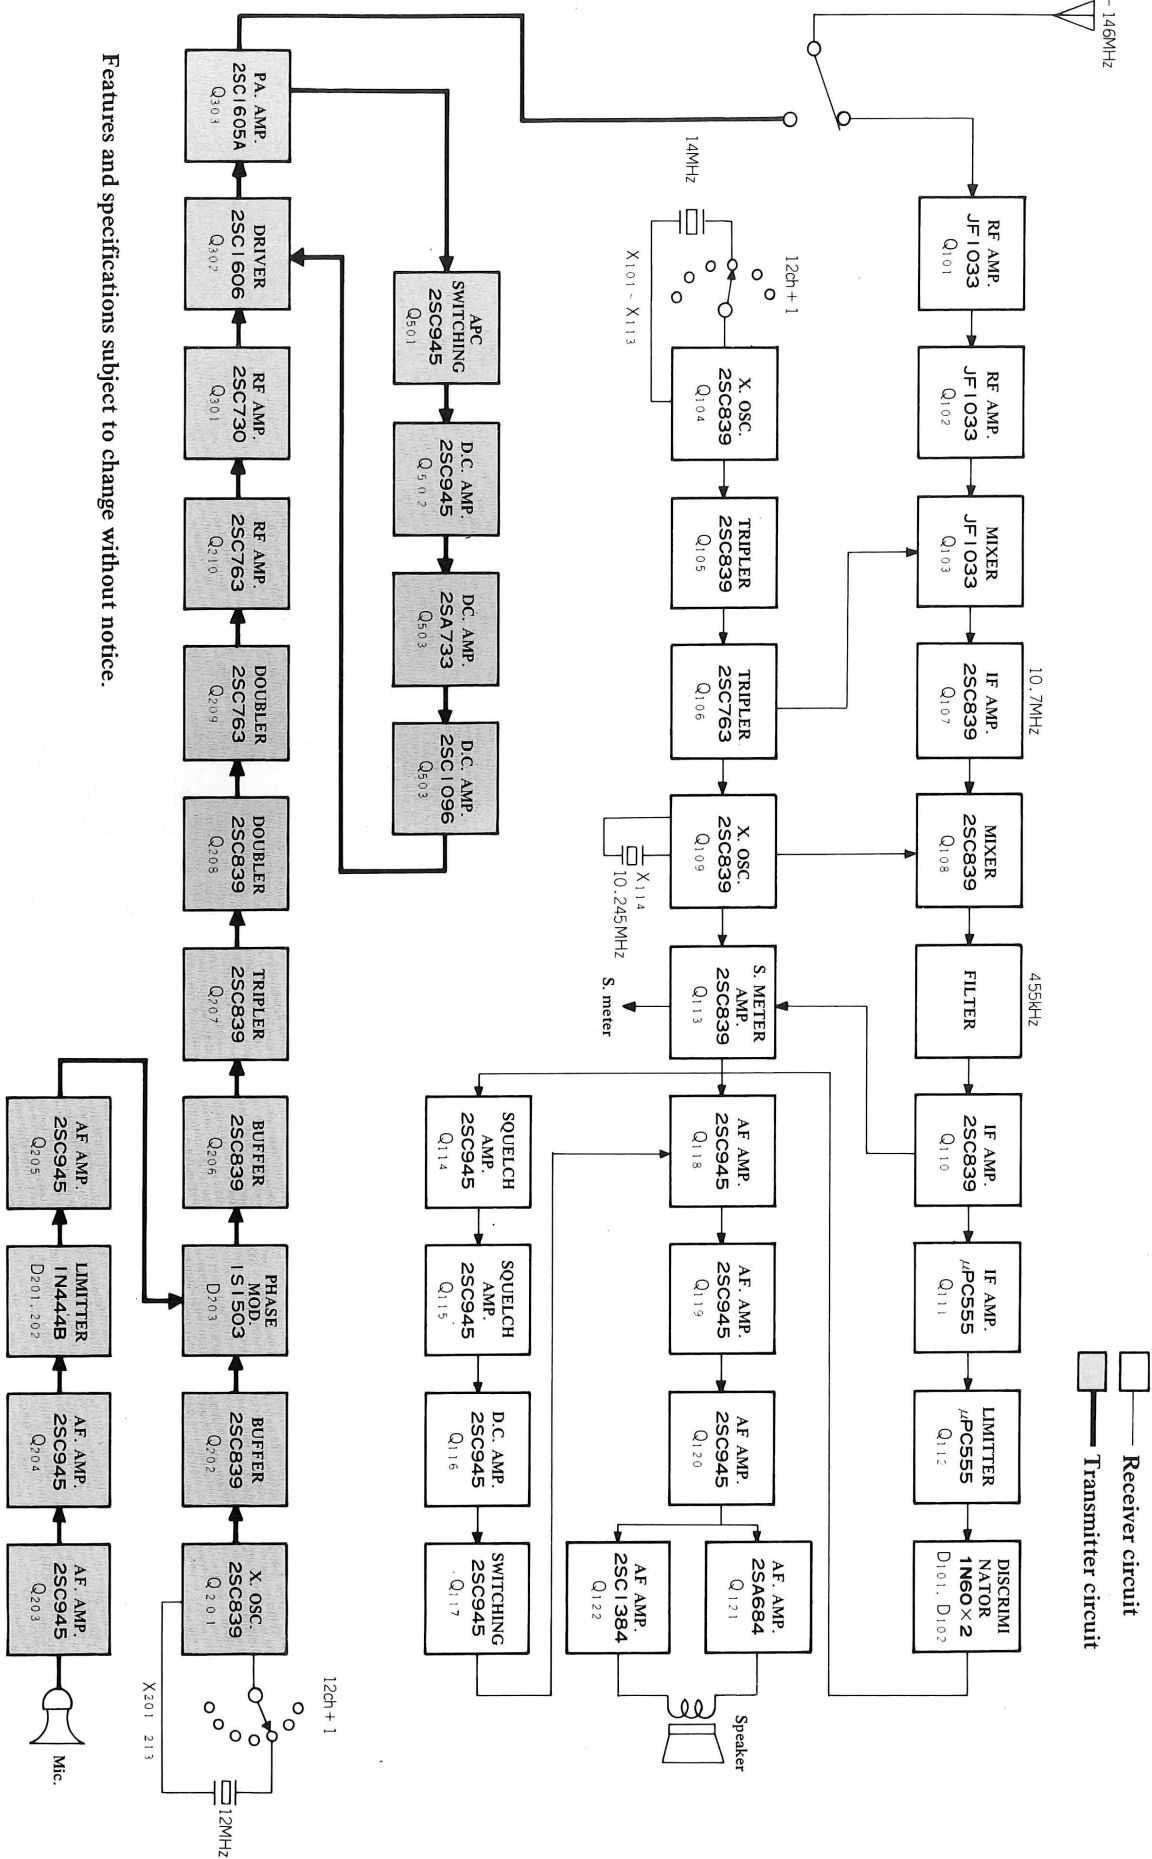 -146MHz
Receiver circuit
Transmitter circuit
RF AMP.
JF1033
Q101
RF AMP.
JF1033
Q102
MIXER
JF1033
Q103
10.7MHz
IF AMP.
2SC839
Q107
MIXER
2SC839
Q108
455kHz
FILTER
IF AMP.
2SC839
Q110
IF AMP.
μPC555
Q111
LIMITTER
μPC555
Q112
DISCRIMI
NATOR
1N60×2
D101. D102
14MHz
12ch+1
X101 ~ X113
X. OSC.
2SC839
Q104
TRIPLER
2SC839
Q105
TRIPLER
2SC763
Q106
X. OSC.
2SC839
Q109
X114
10.245MHz
S. METER
AMP.
2SC839
Q113
S. meter
AF AMP.
2SC945
Q118
AF. AMP.
2SC945
Q119
AF AMP.
2SC945
Q120
AF. AMP.
2SA684
Q121
AF AMP.
2SC1384
Q122
Speaker
SQUELCH
AMP.
2SC945
Q114
SQUELCH
AMP.
2SC945
Q115
D.C. AMP.
2SC945
Q116
SWITCHING
2SC945
Q117
APC
SWITCHING
2SC945
Q501
D.C. AMP.
2SC945
Q502
DC. AMP.
2SA733
Q503
D.C. AMP.
2SC1096
Q503
PA. AMP.
2SC1605A
Q303
DRIVER
2SC1606
Q302
RF AMP.
2SC730
Q301
RF AMP.
2SC763
Q210
DOUBLER
2SC763
Q209
DOUBLER
2SC839
Q208
TRIPLER
2SC839
Q207
BUFFER
2SC839
Q206
PHASE
MOD.
1S1503
D203
BUFFER
2SC839
Q202
X. OSC.
2SC839
Q201
12ch+1
X201 213
12MHz
AF AMP.
2SC945
Q205
LIMITTER
1N44B
D201.202
AF. AMP.
2SC945
Q204
AF. AMP.
2SC945
Q203
Mic.
Features and specifications subject to change without notice.